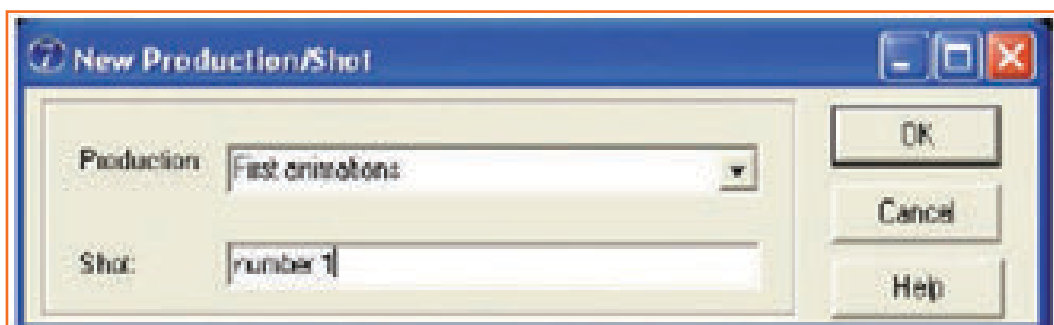 New Production/Shot
Production
First animations
OK
Cancel
Shot:
number 1
Help